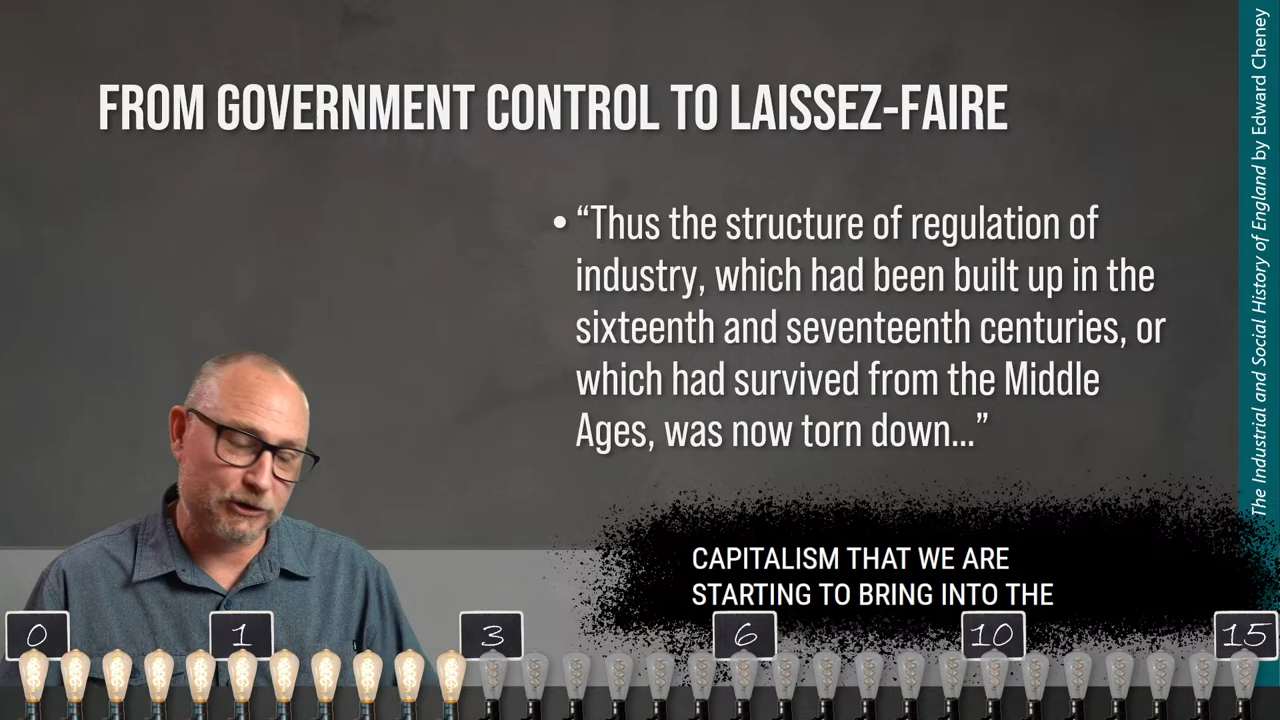 FROM GOVERNMENT CONTROL TO LAISSEZ-FAIRE
• “Thus the structure of regulation of
industry, which had been built up in the
sixteenth and seventeenth centuries, or
which had survived from the Middle
Ages, was now torn down...”
The Industrial and Social History of England by Edward Cheney
CAPITALISM THAT WE ARE
STARTING TO BRING INTO THE
0 1 3 6 10 15